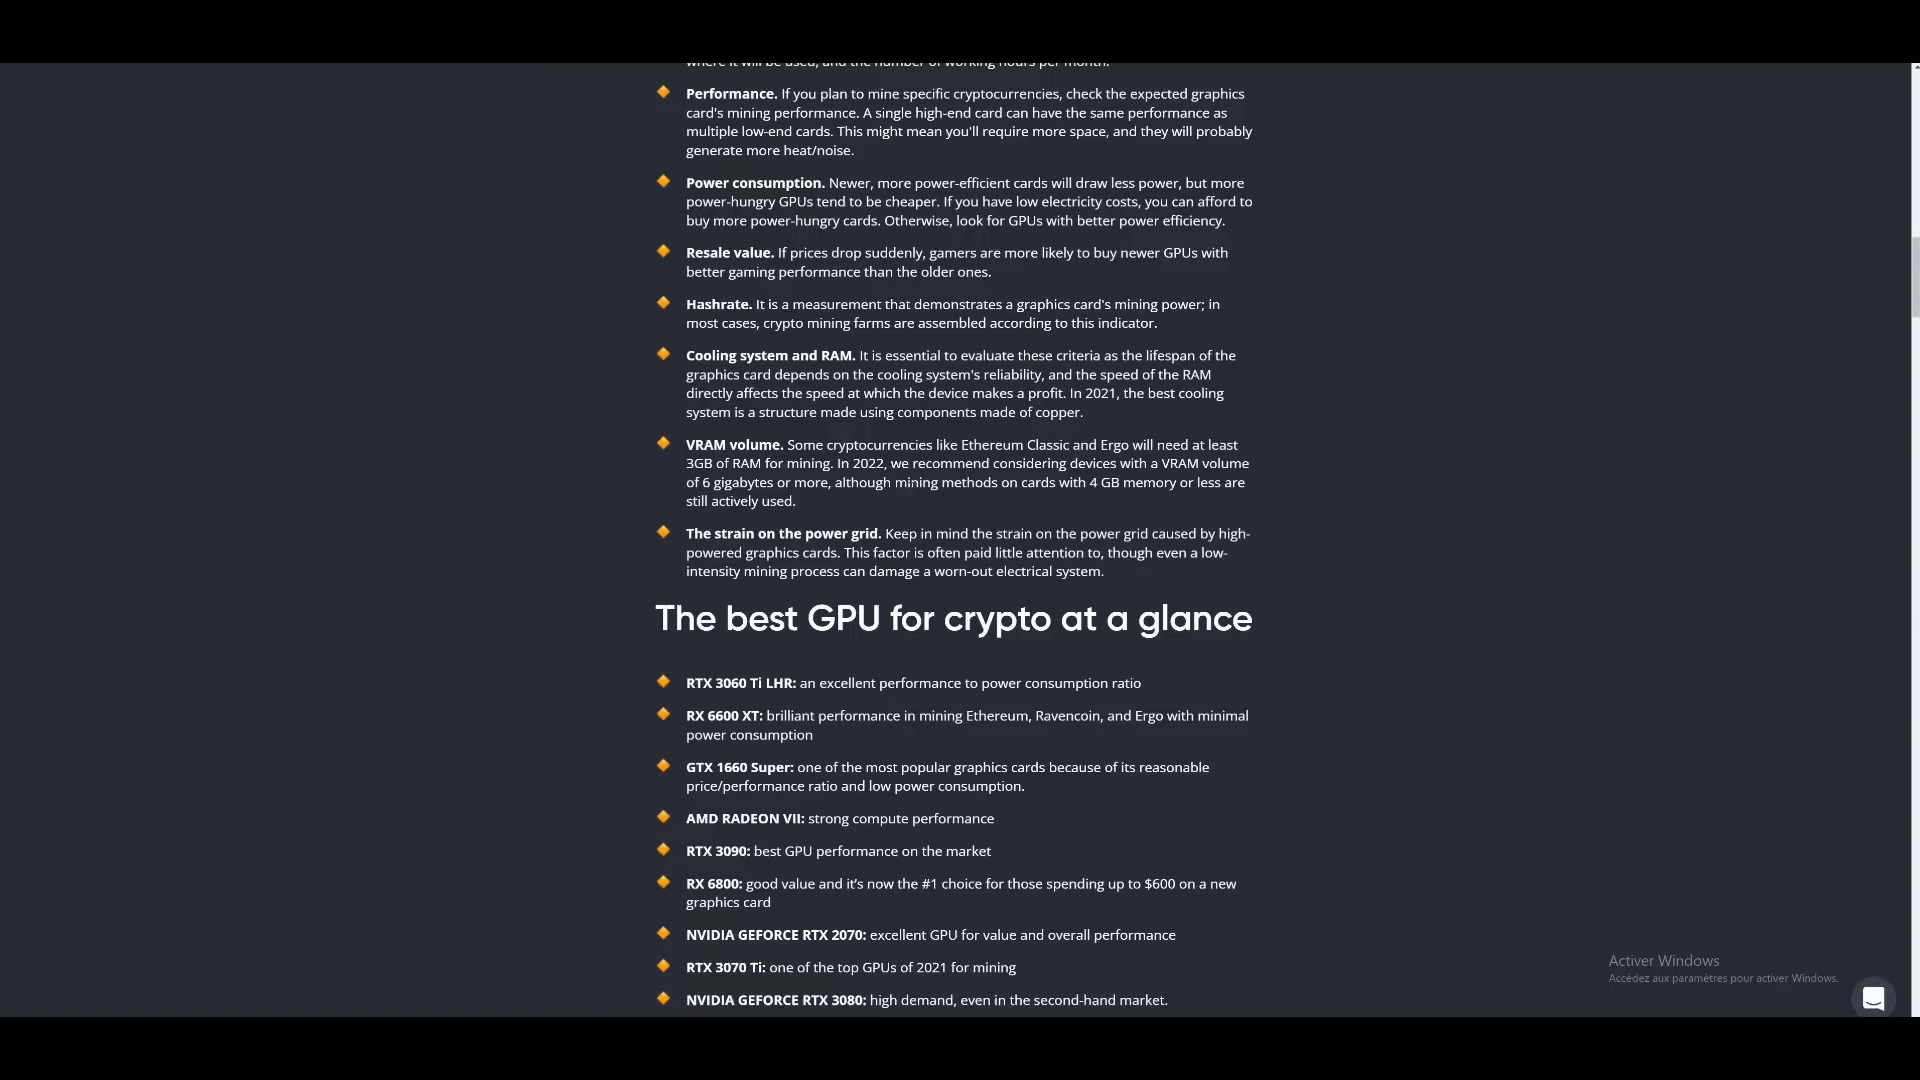 where it will be used, and the number of working hours per month.
Performance. If you plan to mine specific cryptocurrencies, check the expected graphics
card's mining performance. A single high-end card can have the same performance as
multiple low-end cards. This might mean you'll require more space, and they will probably
generate more heat/noise.
Power consumption. Newer, more power-efficient cards will draw less power, but more
power-hungry GPUs tend to be cheaper. If you have low electricity costs, you can afford to
buy more power-hungry cards. Otherwise, look for GPUs with better power efficiency.
Resale value. If prices drop suddenly, gamers are more likely to buy newer GPUs with
better gaming performance than the older ones.
Hashrate. It is a measurement that demonstrates a graphics card's mining power; in
most cases, crypto mining farms are assembled according to this indicator.
Cooling system and RAM. It is essential to evaluate these criteria as the lifespan of the
graphics card depends on the cooling system's reliability, and the speed of the RAM
directly affects the speed at which the device makes a profit. In 2021, the best cooling
system is a structure made using components made of copper.
VRAM volume. Some cryptocurrencies like Ethereum Classic and Ergo will need at least
3GB of RAM for mining. In 2022, we recommend considering devices with a VRAM volume
of 6 gigabytes or more, although mining methods on cards with 4 GB memory or less are
still actively used.
The strain on the power grid. Keep in mind the strain on the power grid caused by high-
powered graphics cards. This factor is often paid little attention to, though even a low-
intensity mining process can damage a worn-out electrical system.
The best GPU for crypto at a glance
RTX 3060 Ti LHR: an excellent performance to power consumption ratio
RX 6600 XT: brilliant performance in mining Ethereum, Ravencoin, and Ergo with minimal
power consumption
GTX 1660 Super: one of the most popular graphics cards because of its reasonable
price/performance ratio and low power consumption.
AMD RADEON VII: strong compute performance
RTX 3090: best GPU performance on the market
RX 6800: good value and it’s now the #1 choice for those spending up to $600 on a new
graphics card
NVIDIA GEFORCE RTX 2070: excellent GPU for value and overall performance
RTX 3070 Ti: one of the top GPUs of 2021 for mining
NVIDIA GEFORCE RTX 3080: high demand, even in the second-hand market.
Activer Windows
Accédez aux paramètres pour activer Windows.